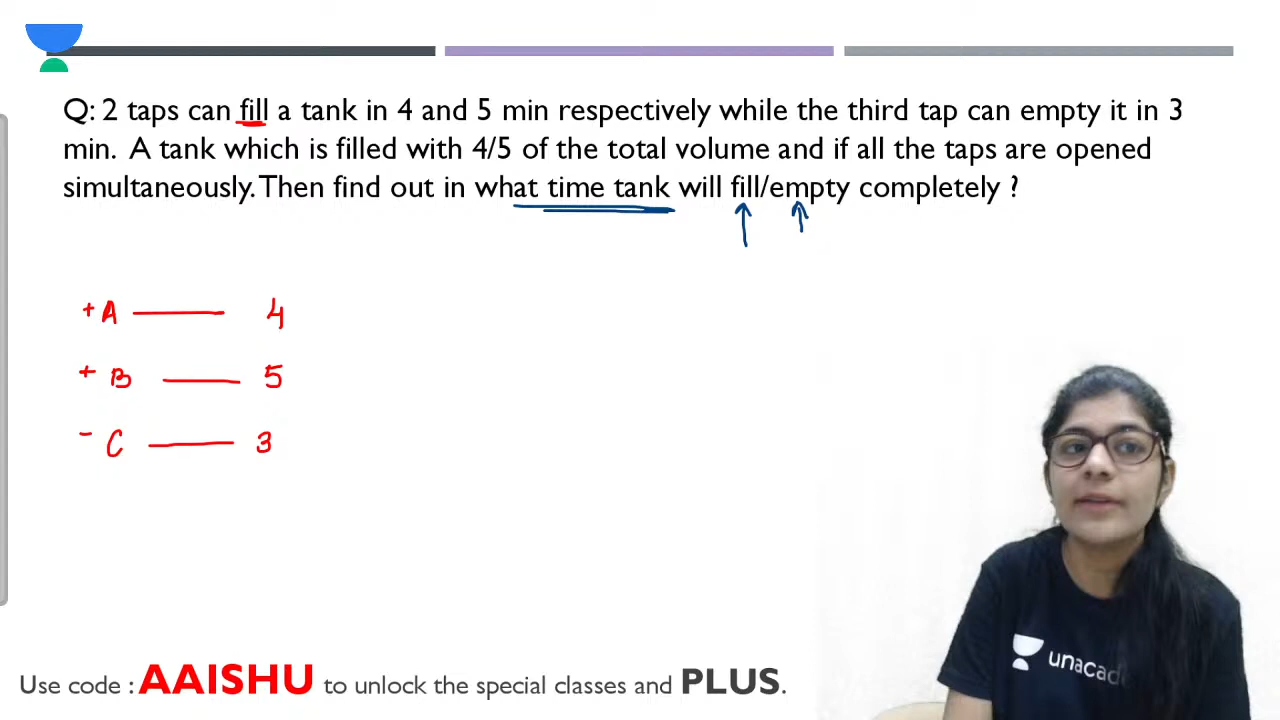 Q: 2 taps can fill a tank in 4 and 5 min respectively while the third tap can empty it in 3
min. A tank which is filled with 4/5 of the total volume and if all the taps are opened
simultaneously. Then find out in what time tank will fill/empty completely ?
+ A —— 4
+ B —— 5
- C —— 3
unacade
Use code : AAISHU to unlock the special classes and PLUS.